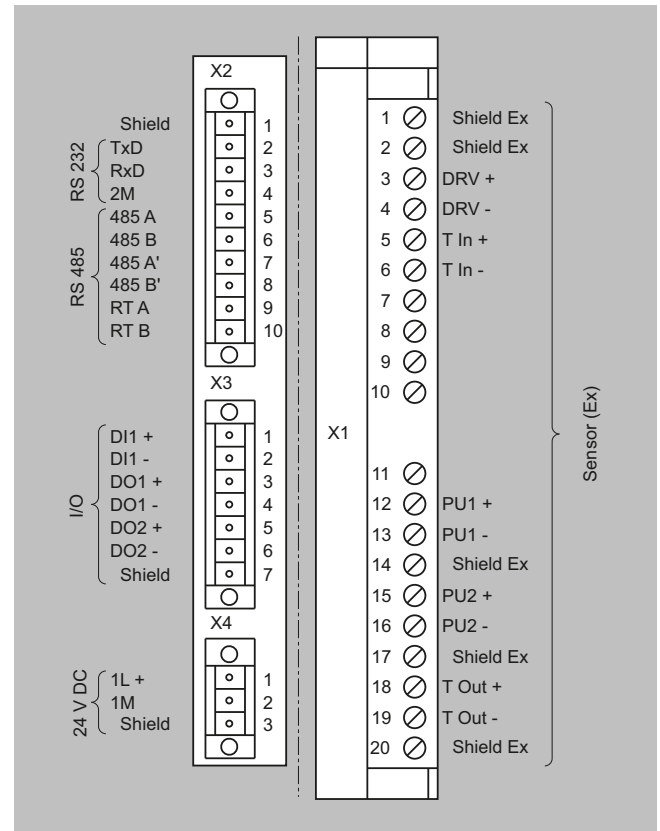 X2
Shield 1
RS 232
TxD 2
RxD 3
2M 4
RS 485
485 A 5
485 B 6
485 A' 7
485 B' 8
RT A 9
RT B 10
X3
I/O
DI1 + 1
DI1 - 2
DO1 + 3
DO1 - 4
DO2 + 5
DO2 - 6
Shield 7
X4
24 V DC
1L + 1
1M 2
Shield 3
X1
1 Shield Ex
2 Shield Ex
3 DRV +
4 DRV -
5 T In +
6 T In -
7
8
9
10
11
12 PU1 +
13 PU1 -
14 Shield Ex
15 PU2 +
16 PU2 -
17 Shield Ex
18 T Out +
19 T Out -
20 Shield Ex
Sensor (Ex)